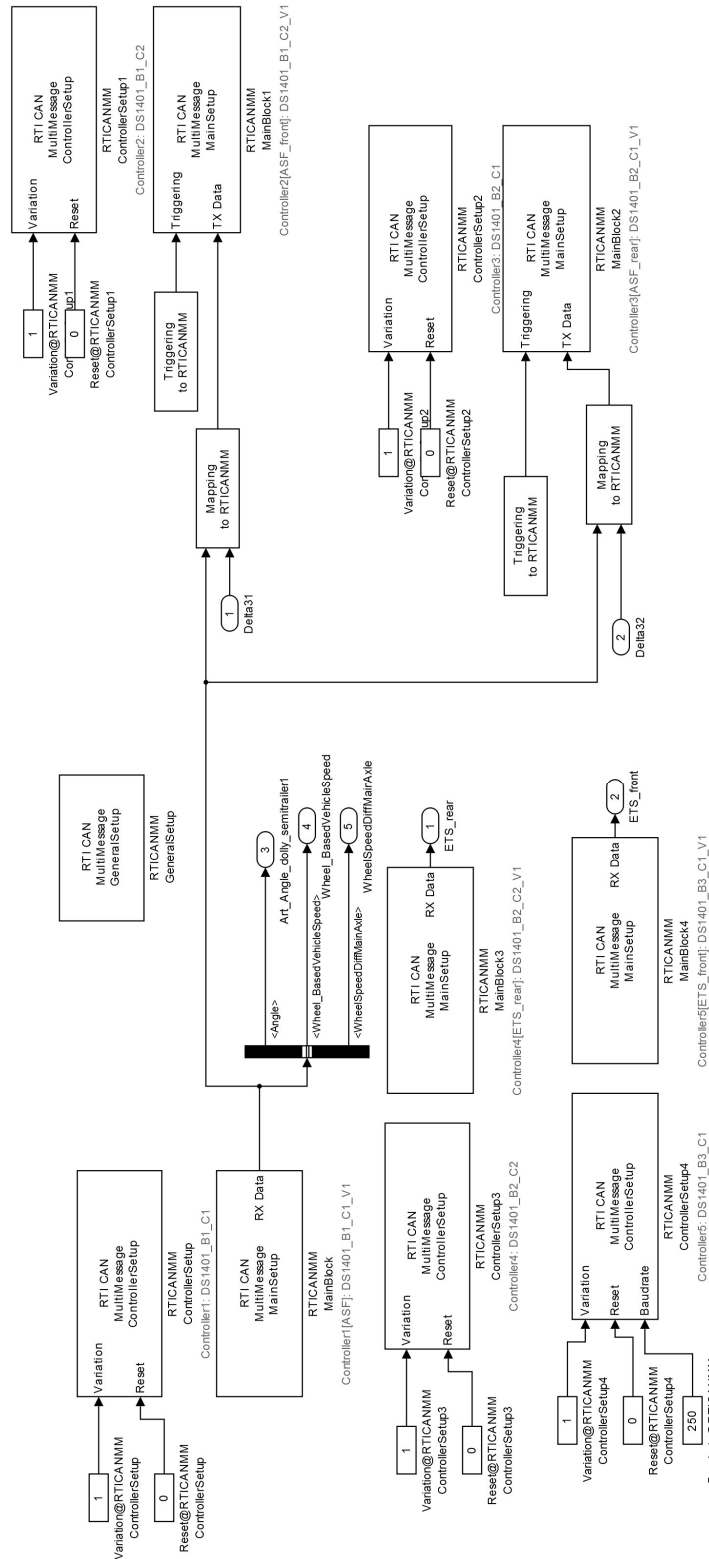 1
Variation@RTICANMM
ControllerSetup
0
Reset@RTICANMM
ControllerSetup
Variation
Reset
RTI CAN
MultiMessage
ControllerSetup
RTICANMM
ControllerSetup
Controller1: DS1401_B1_C1
RTI CAN
MultiMessage
MainSetup
RX Data
RTICANMM
MainBlock
Controller1[ASF]: DS1401_B1_C1_V1
RTI CAN
MultiMessage
GeneralSetup
RTICANMM
GeneralSetup
<Angle>
3
Art_Angle_dolly_semitrailer1
<Wheel_BasedVehicleSpeed>
4
Wheel_BasedVehicleSpeed
<WheelSpeedDiffMainAxle>
5
WheelSpeedDiffMairAxle
1
Variation@RTICANMM
ControllerSetup3
0
Reset@RTICANMM
ControllerSetup3
Variation
Reset
RTI CAN
MultiMessage
ControllerSetup
RTICANMM
ControllerSetup3
Controller4: DS1401_B2_C2
RTI CAN
MultiMessage
MainSetup
RX Data
RTICANMM
MainBlock3
Controller4[ETS_rear]: DS1401_B2_C2_V1
1
ETS_rear
1
Variation@RTICANMM
ControllerSetup4
0
Reset@RTICANMM
ControllerSetup4
250
Variation
Reset
Baudrate
RTI CAN
MultiMessage
ControllerSetup
RTICANMM
ControllerSetup4
Controller5: DS1401_B3_C1
RTI CAN
MultiMessage
MainSetup
RX Data
RTICANMM
MainBlock4
Controller5[ETS_front]: DS1401_B3_C1_V1
2
ETS_front
1
Variation@RTICANMM
Cor
up1
0
Reset@RTICANMM
ControllerSetup1
Variation
Reset
RTI CAN
MultiMessage
ControllerSetup
RTICANMM
ControllerSetup1
Controller2: DS1401_B1_C2
Triggering
to RTICANMM
Mapping
to RTICANMM
1
Delta31
Triggering
TX Data
RTI CAN
MultiMessage
MainSetup
RTICANMM
MainBlock1
Controller2[ASF_front]: DS1401_B1_C2_V1
1
Variation@RTICANMM
Cor
up2
0
Reset@RTICANMM
ControllerSetup2
Variation
Reset
RTI CAN
MultiMessage
ControllerSetup
RTICANMM
ControllerSetup2
Controller3: DS1401_B2_C1
Triggering
to RTICANMM
Mapping
to RTICANMM
2
Delta32
Triggering
TX Data
RTI CAN
MultiMessage
MainSetup
RTICANMM
MainBlock2
Controller3[ASF_rear]: DS1401_B2_C1_V1